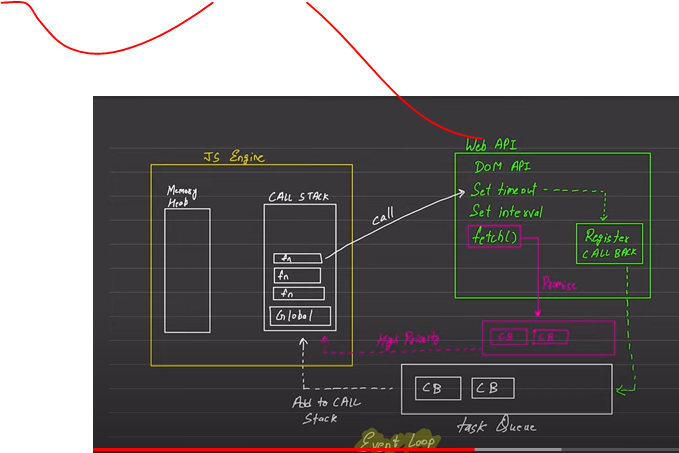 Web API
JS Engine
DOM API
Memory
Heab
CALL STACK
Set timeout
call
Set interval
fetch()
Register
CALL BACK
fn
fn
fn
Global
Promise
High Priority
CB
CB
CB
CB
Add to CALL
Stack
task Queue
Event Loop